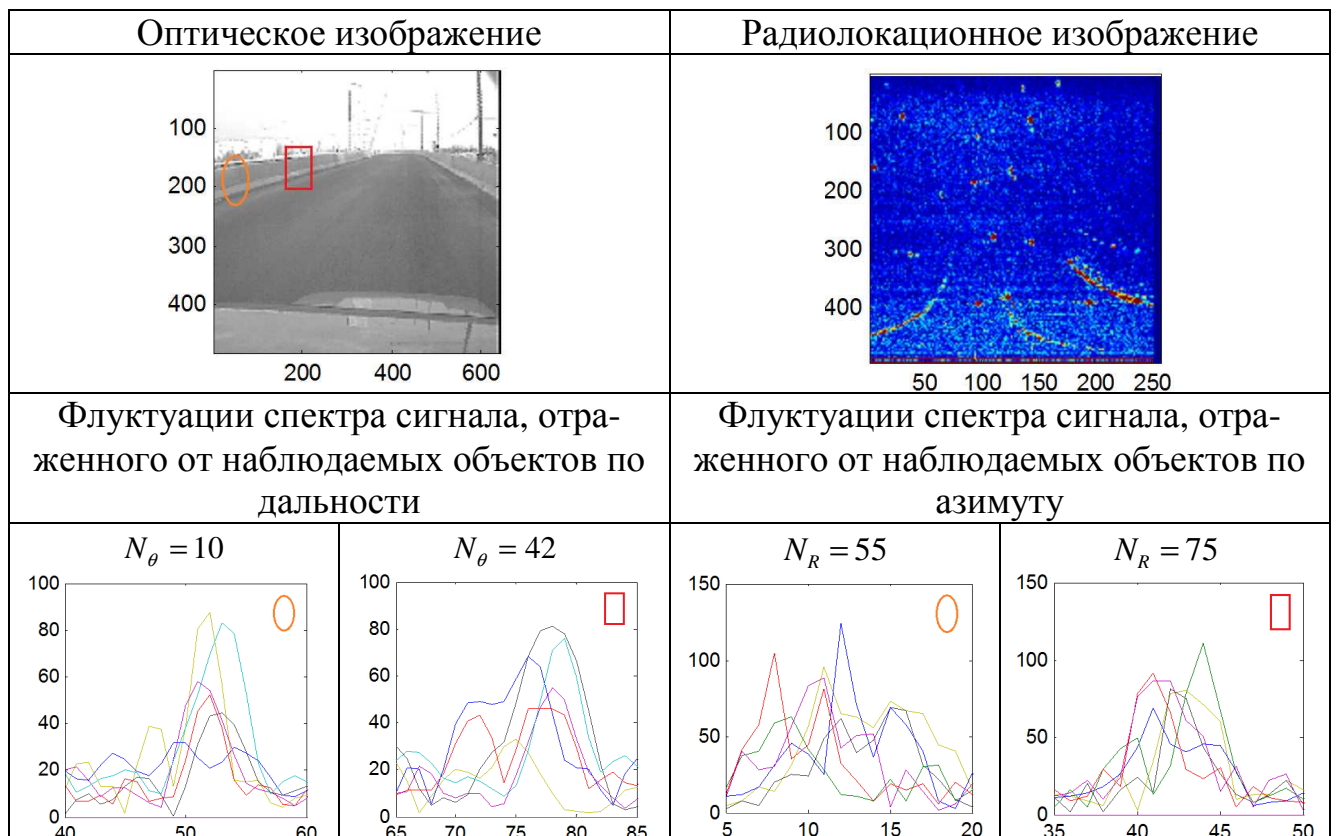 Оптическое изображение
Радиолокационное изображение
100
200
300
400
200 400 600
100
200
300
400
50 100 150 200 250
Флуктуации спектра сигнала, отра-
женного от наблюдаемых объектов по
дальности
Флуктуации спектра сигнала, отра-
женного от наблюдаемых объектов по
азимуту
N_θ = 10
100
80
60
40
20
0
40 50 60
N_θ = 42
100
80
60
40
20
0
65 70 75 80 85
N_R = 55
150
100
50
0
5 10 15 20
N_R = 75
150
100
50
0
35 40 45 50